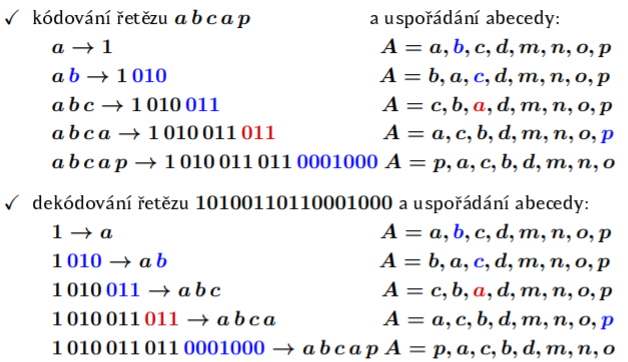 ✓ kódování řetězu a b c a p a uspořádání abecedy:
a → 1 A = a, b, c, d, m, n, o, p
a b → 1 010 A = b, a, c, d, m, n, o, p
a b c → 1 010 011 A = c, b, a, d, m, n, o, p
a b c a → 1 010 011 011 A = a, c, b, d, m, n, o, p
a b c a p → 1 010 011 011 0001000 A = p, a, c, b, d, m, n, o
✓ dekódování řetězu 10100110110001000 a uspořádání abecedy:
1 → a A = a, b, c, d, m, n, o, p
1 010 → a b A = b, a, c, d, m, n, o, p
1 010 011 → a b c A = c, b, a, d, m, n, o, p
1 010 011 011 → a b c a A = a, c, b, d, m, n, o, p
1 010 011 011 0001000 → a b c a p A = p, a, c, b, d, m, n, o